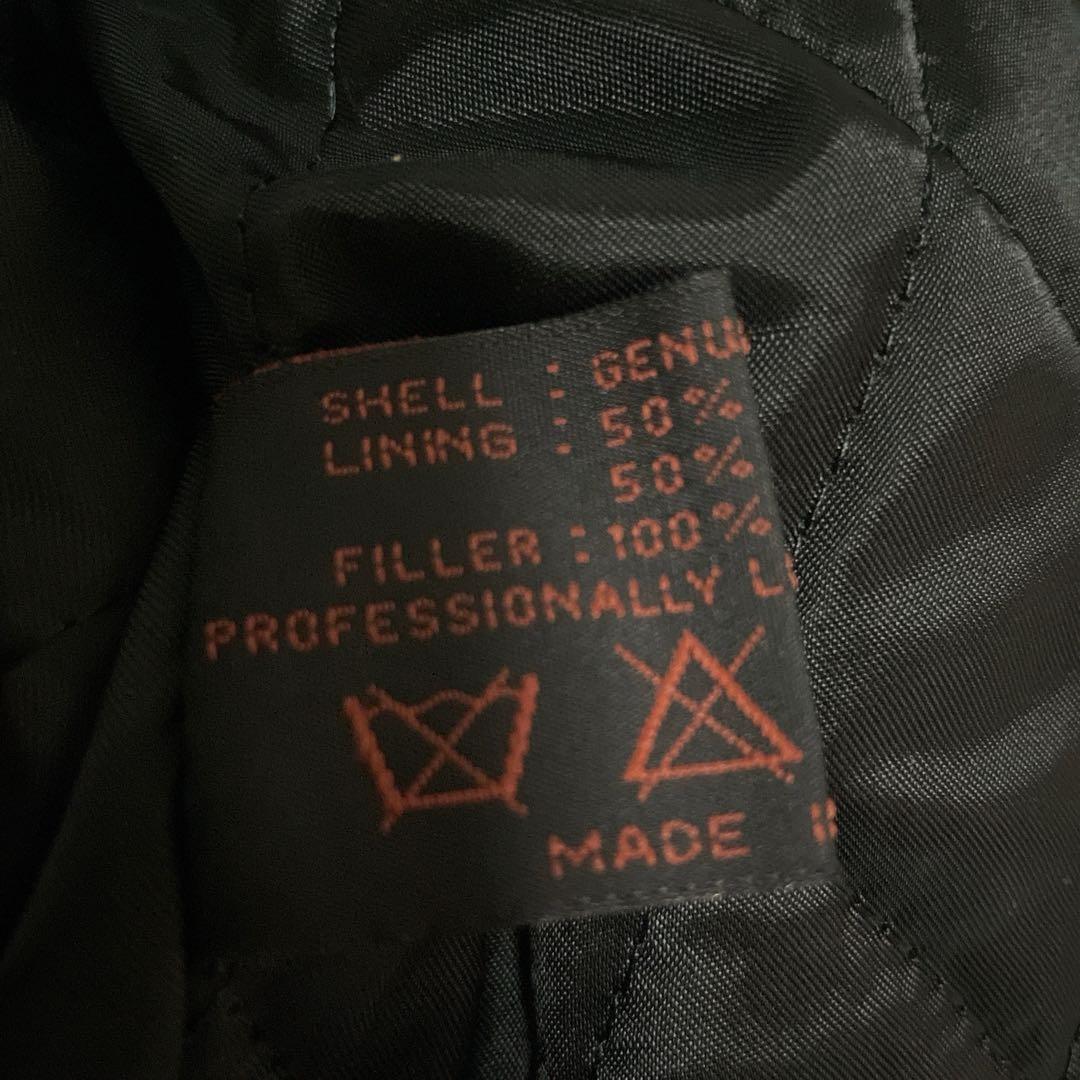 SHELL : GENU
LINING : 50%
50%
FILLER : 100%
PROFESSIONALLY L
MADE